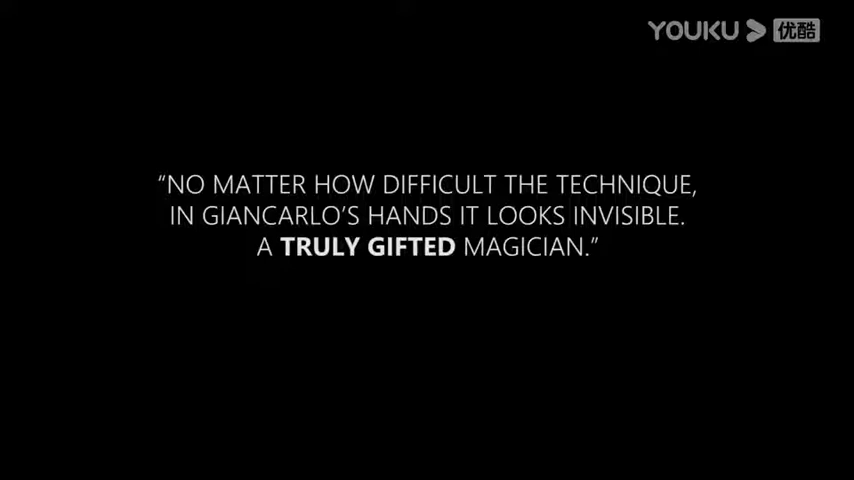 YOUKU 优酷
“NO MATTER HOW DIFFICULT THE TECHNIQUE,
IN GIANCARLO’S HANDS IT LOOKS INVISIBLE.
A TRULY GIFTED MAGICIAN.”